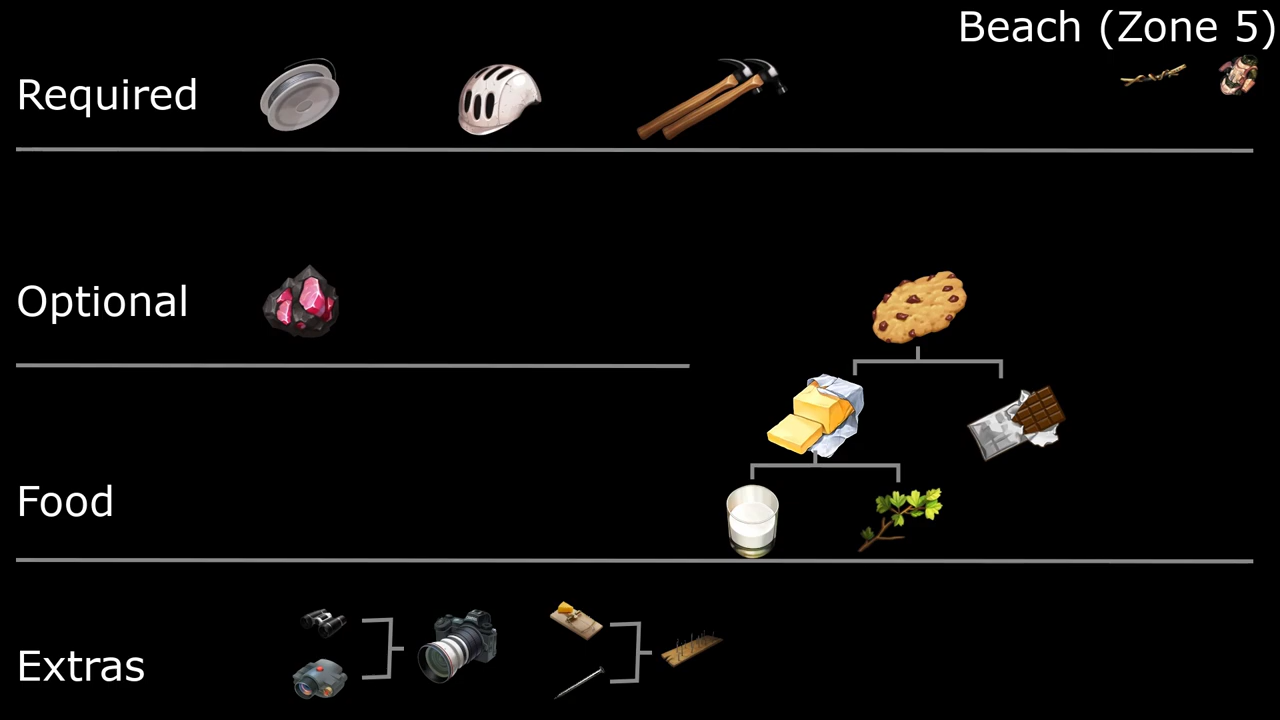 Beach (Zone 5)
Required
Optional
Food
Extras